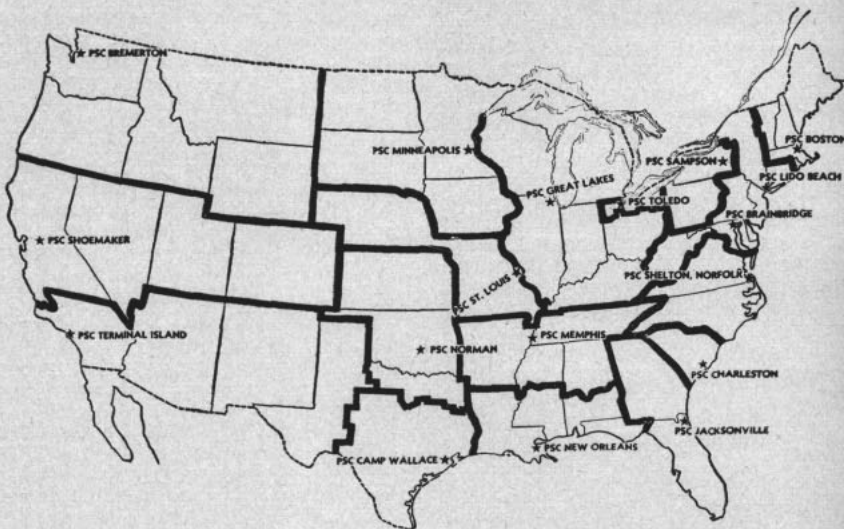 PSC BREMERTON
PSC BOSTON
PSC MINNEAPOLIS
PSC SAMPSON
PSC LIDO BEACH
PSC GREAT LAKES
PSC TOLEDO
PSC BRAINBRIDGE
PSC SHOEMAKER
PSC SHELTON, NORFOLK
PSC ST. LOUIS
PSC TERMINAL ISLAND
PSC MEMPHIS
PSC NORMAN
PSC CHARLESTON
PSC JACKSONVILLE
PSC NEW ORLEANS
PSC CAMP WALLACE